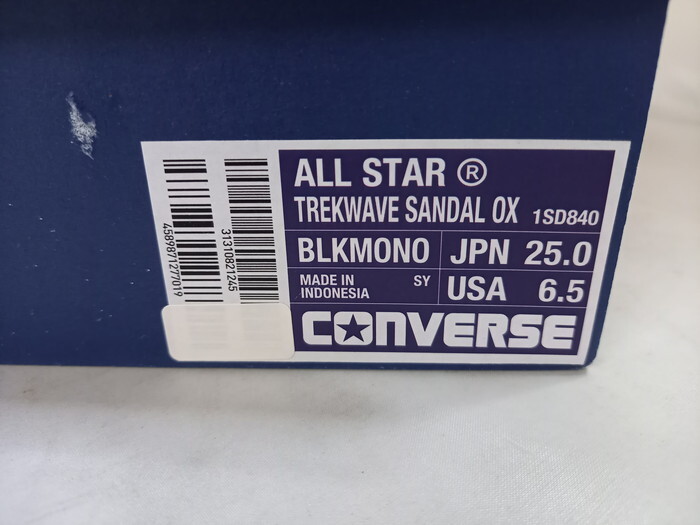 4589871277019
31310821245
ALL STAR ®
TREKWAVE SANDAL OX 1SD840
BLKMONO JPN 25.0
MADE IN INDONESIA SY USA 6.5
CONVERSE